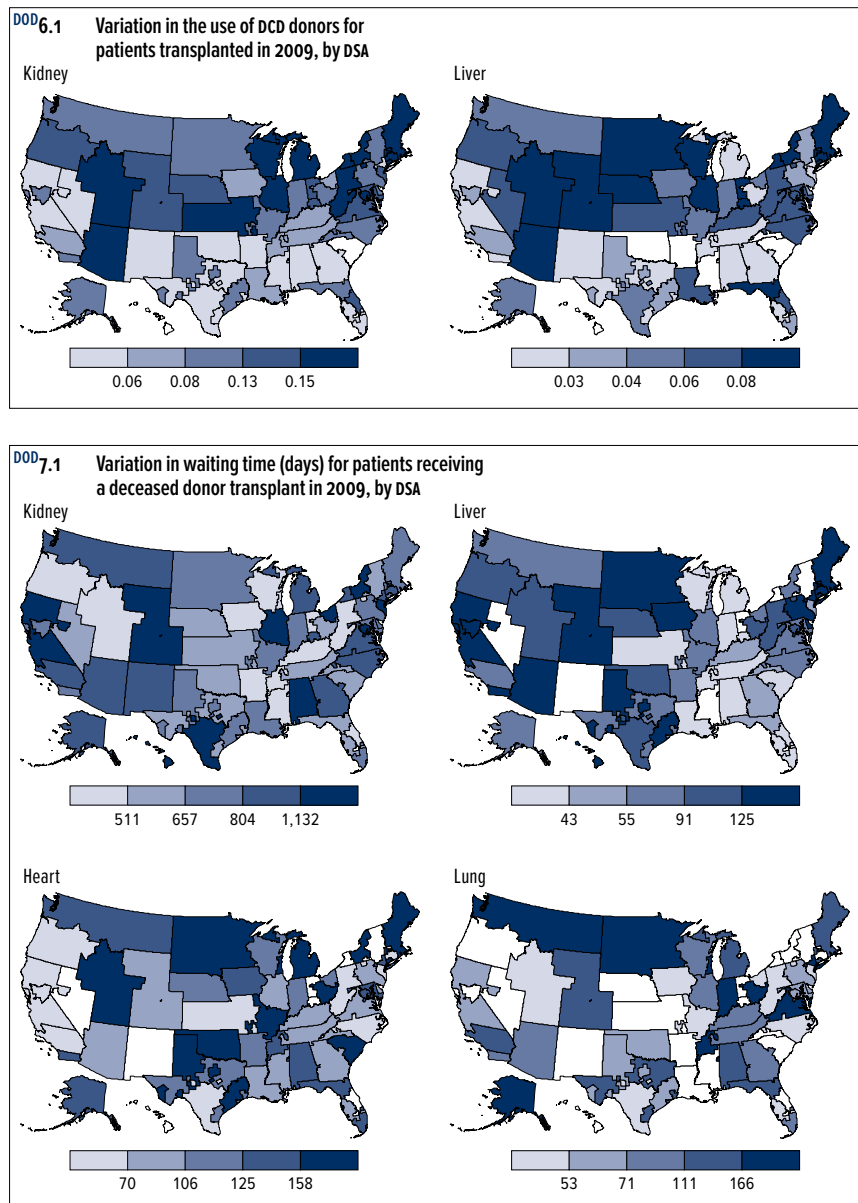 DOD6.1 Variation in the use of DCD donors for
patients transplanted in 2009, by DSA
Kidney
Liver
0.06 0.08 0.13 0.15
0.03 0.04 0.06 0.08
DOD7.1 Variation in waiting time (days) for patients receiving
a deceased donor transplant in 2009, by DSA
Kidney
Liver
511 657 804 1,132
43 55 91 125
Heart
Lung
70 106 125 158
53 71 111 166